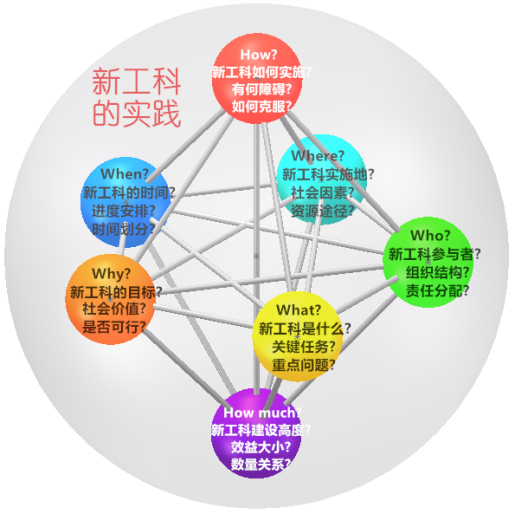 新工科
的实践
How?
新工科如何实施?
有何障碍?
如何克服?
Where?
新工科实施地?
社会因素?
资源途径?
When?
新工科的时间?
进度安排?
时间划分?
Who?
新工科参与者?
组织结构?
责任分配?
Why?
新工科的目标?
社会价值?
是否可行?
What?
新工科是什么?
关键任务?
重点问题?
How much?
新工科建设高度?
效益大小?
数量关系?